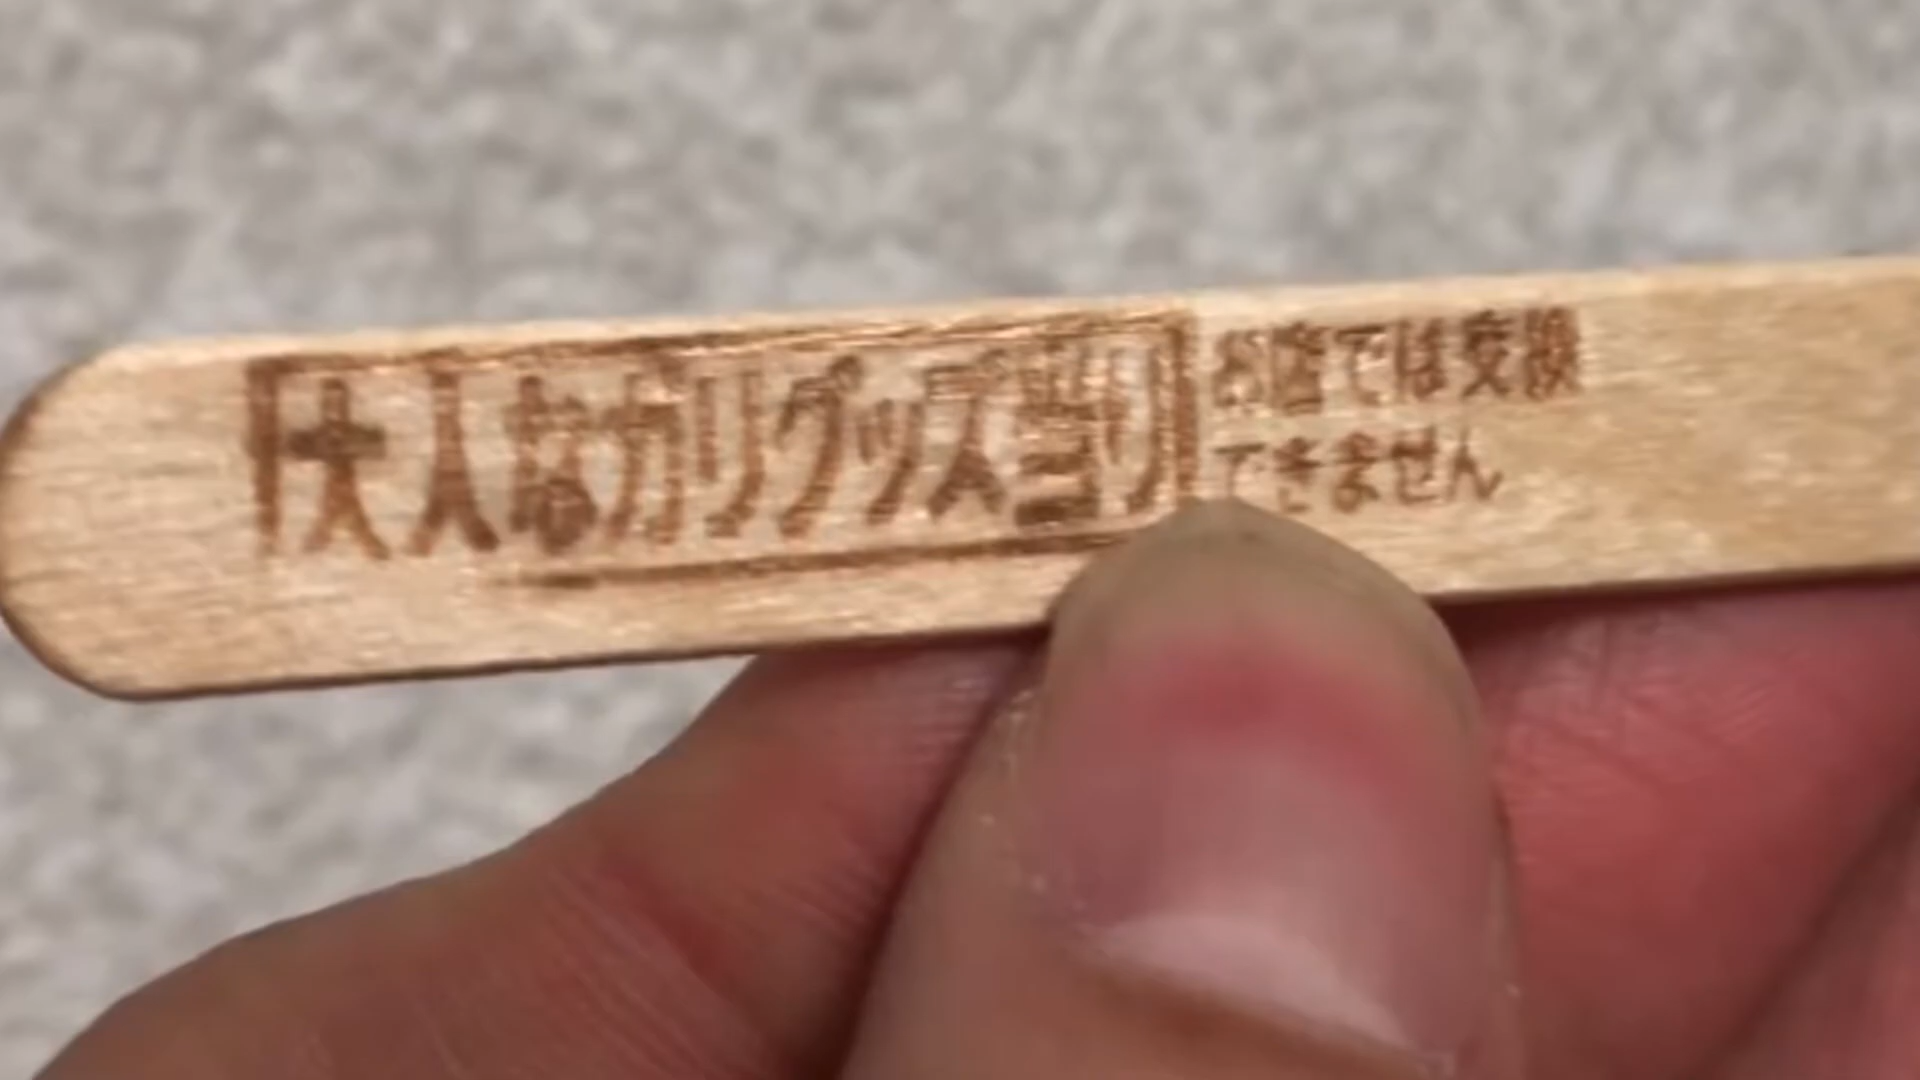 大人なガリグッズ当り
お店では交換
できません